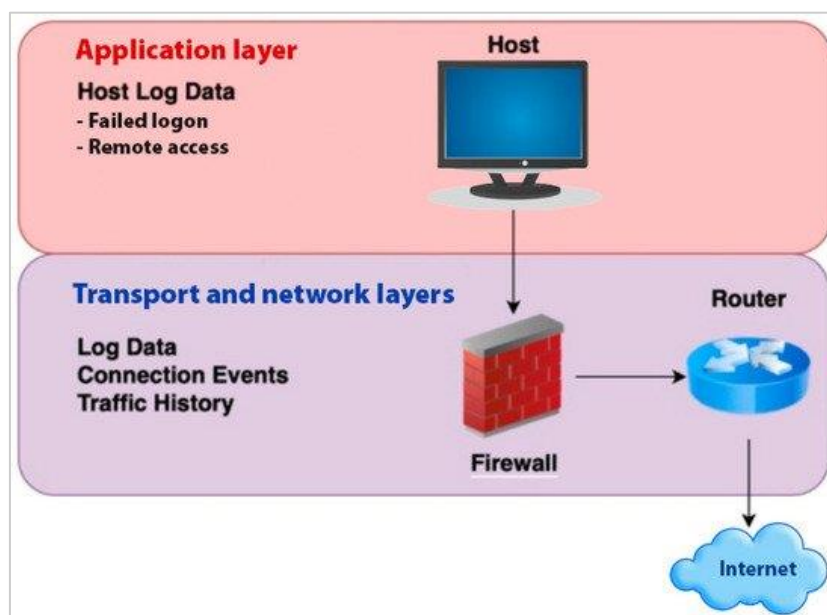 Application layer
Host
Host Log Data
- Failed logon
- Remote access
Transport and network layers
Router
Log Data
Connection Events
Traffic History
Firewall
Internet